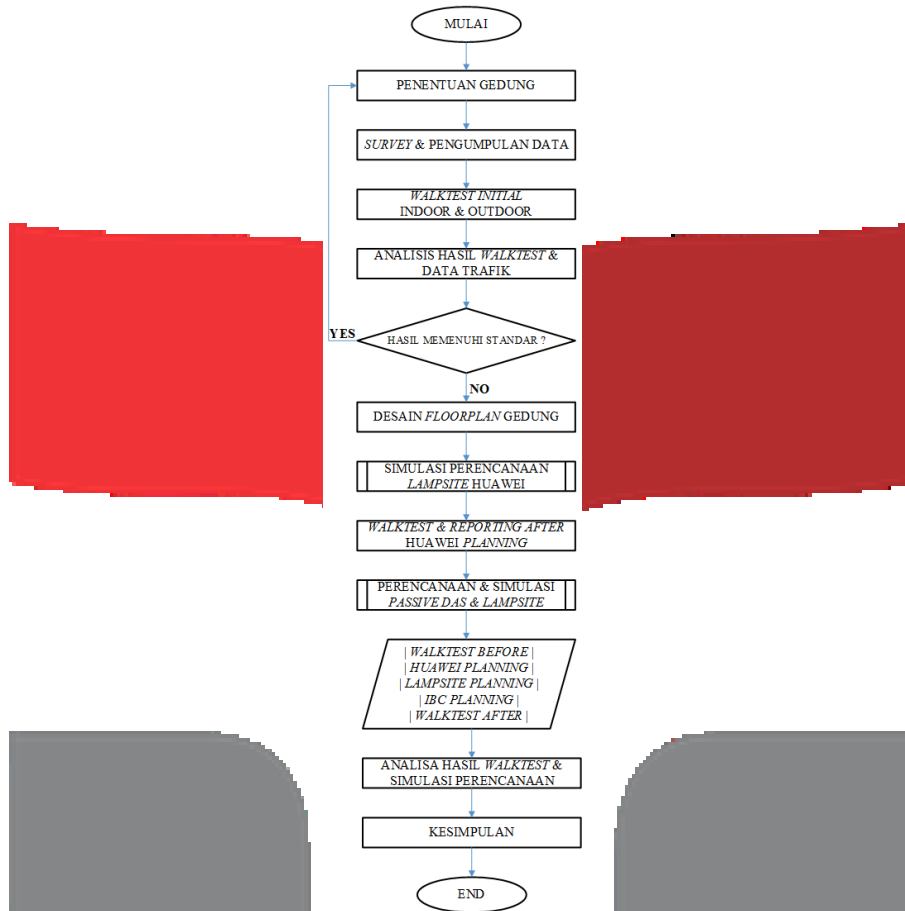 MULAI
PENENTUAN GEDUNG
SURVEY & PENGUMPULAN DATA
WALKTEST INITIAL
INDOOR & OUTDOOR
ANALISIS HASIL WALKTEST &
DATA TRAFIK
YES
HASIL MEMENUHI STANDAR ?
NO
DESAIN FLOORPLAN GEDUNG
SIMULASI PERENCANAAN
LAMPSITE HUAWEI
WALKTEST & REPORTING AFTER
HUAWEI PLANNING
PERENCANAAN & SIMULASI
PASSIVE DAS & LAMPSITE
| WALKTEST BEFORE |
| HUAWEI PLANNING |
| LAMPSITE PLANNING |
| IBC PLANNING |
| WALKTEST AFTER |
ANALISA HASIL WALKTEST &
SIMULASI PERENCANAAN
KESIMPULAN
END